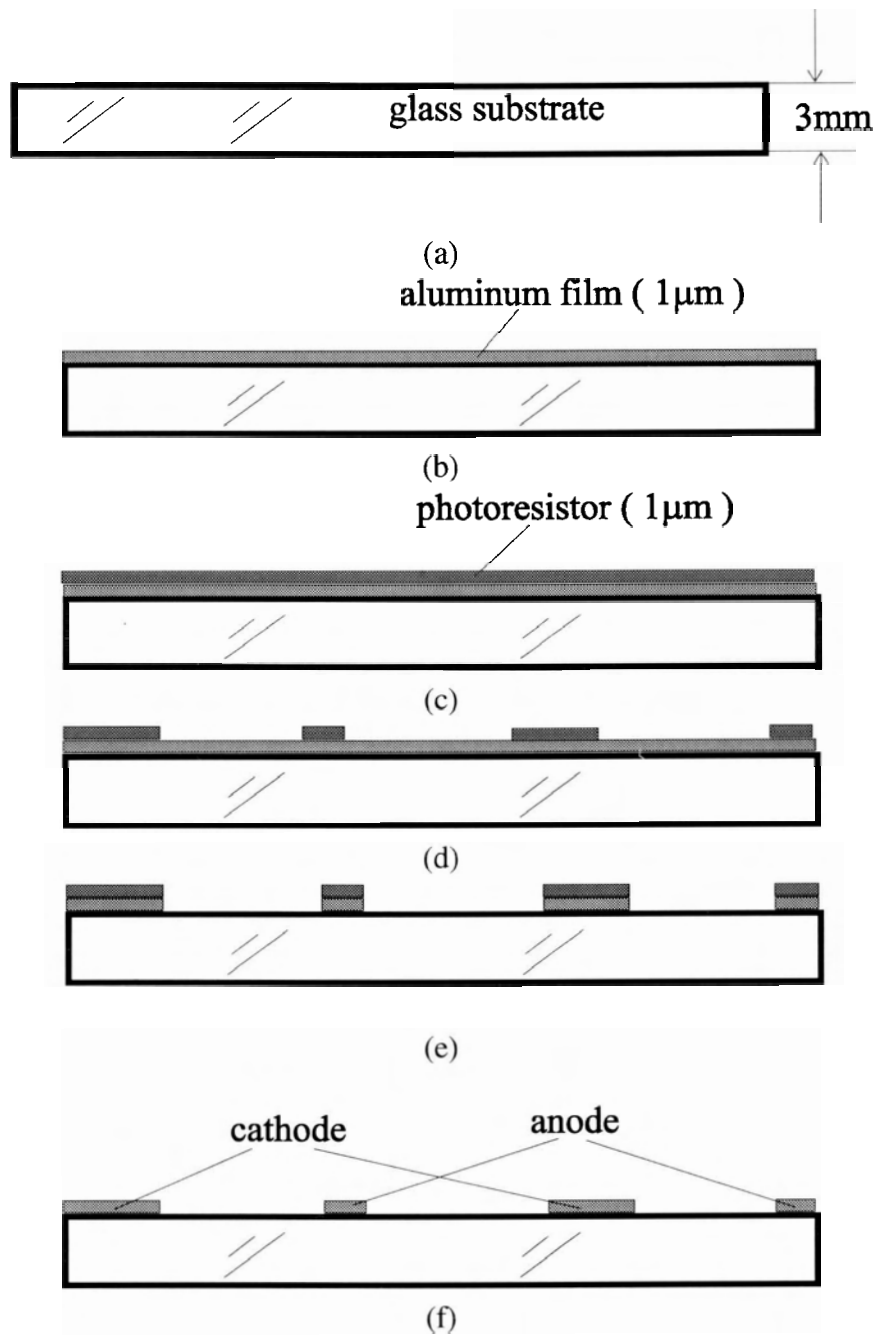 glass substrate
3mm
(a)
aluminum film ( 1μm )
(b)
photoresistor ( 1μm )
(c)
(d)
(e)
cathode
anode
(f)